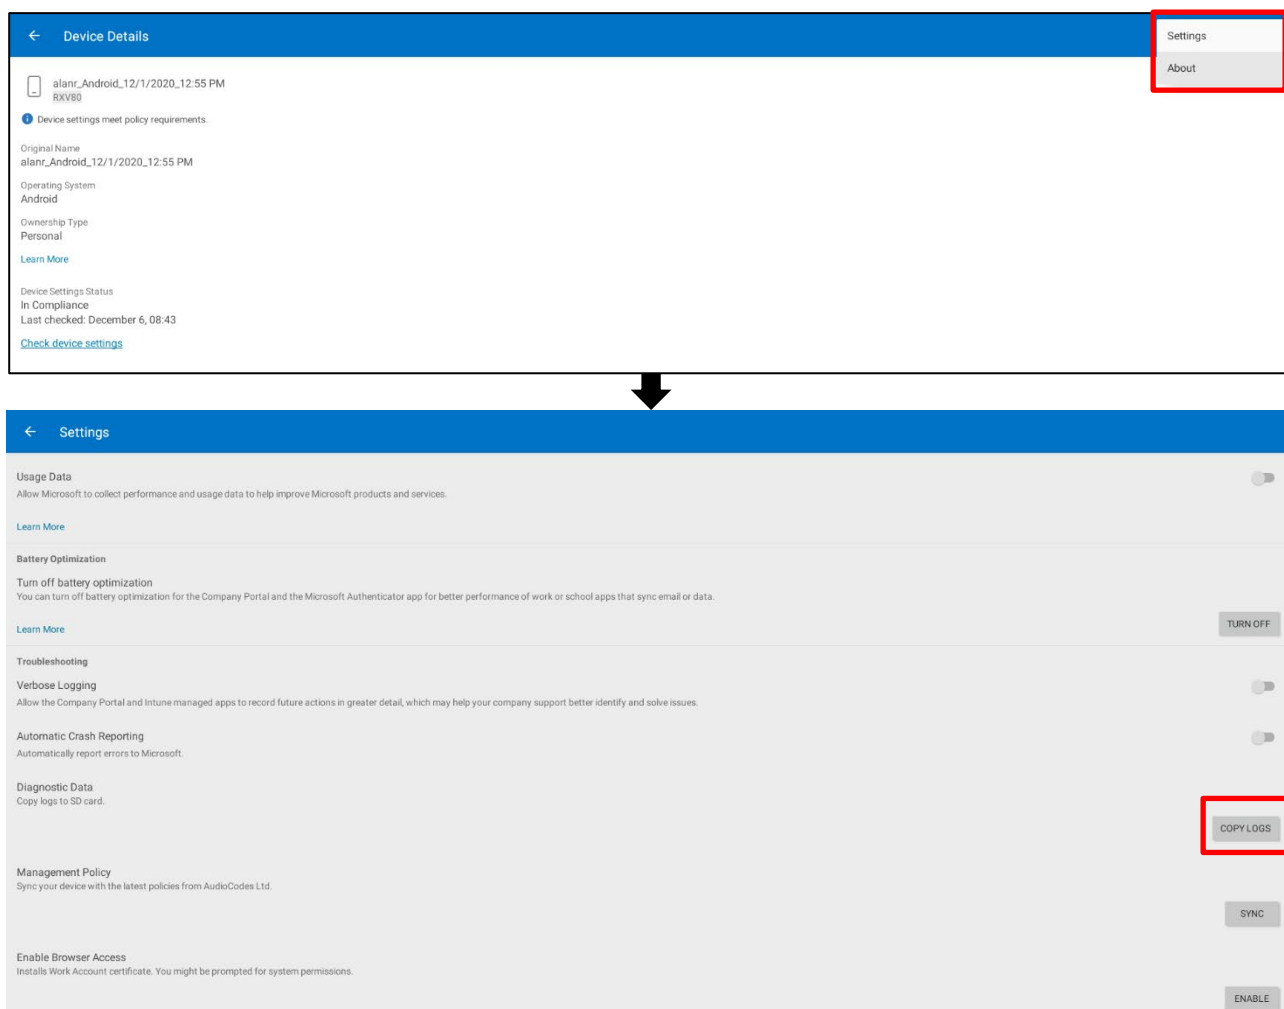 Device Details
Settings
About
alanr_Android_12/1/2020_12:55 PM
RXV80
Device settings meet policy requirements.
Original Name
alanr_Android_12/1/2020_12:55 PM
Operating System
Android
Ownership Type
Personal
Learn More
Device Settings Status
In Compliance
Last checked: December 6, 08:43
Check device settings
Settings
Usage Data
Allow Microsoft to collect performance and usage data to help improve Microsoft products and services.
Learn More
Battery Optimization
Turn off battery optimization
You can turn off battery optimization for the Company Portal and the Microsoft Authenticator app for better performance of work or school apps that sync email or data.
Learn More
TURN OFF
Troubleshooting
Verbose Logging
Allow the Company Portal and Intune managed apps to record future actions in greater detail, which may help your company support better identify and solve issues.
Automatic Crash Reporting
Automatically report errors to Microsoft.
Diagnostic Data
Copy logs to SD card.
COPY LOGS
Management Policy
Sync your device with the latest policies from AudioCodes Ltd.
SYNC
Enable Browser Access
Installs Work Account certificate. You might be prompted for system permissions.
ENABLE